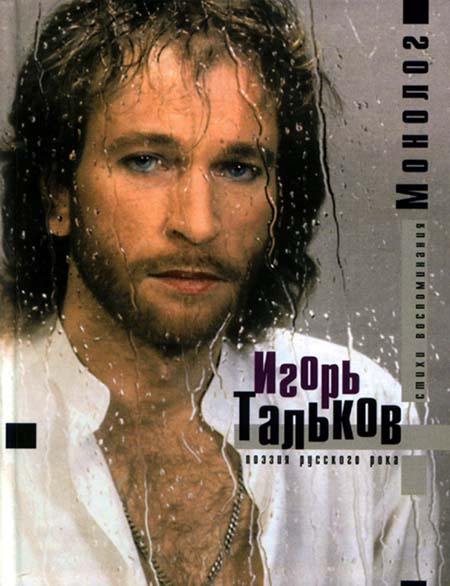 Монолог
стихи воспоминания
Игорь
Тальков
поэзия русского рока